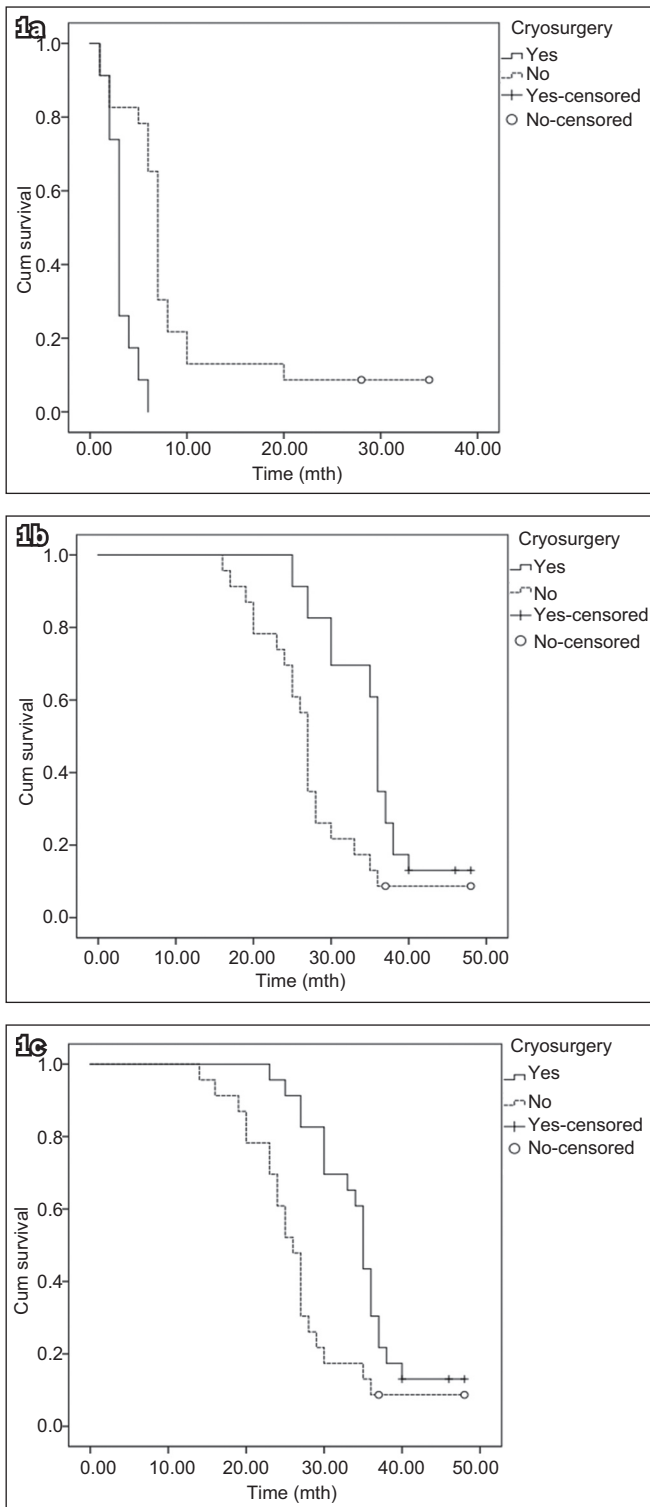 1a
Cryosurgery
Yes
No
Yes-censored
No-censored
1.0
0.8
0.6
0.4
0.2
0.0
Cum survival
0.00 10.00 20.00 30.00 40.00
Time (mth)
1b
Cryosurgery
Yes
No
Yes-censored
No-censored
1.0
0.8
0.6
0.4
0.2
0.0
Cum survival
0.00 10.00 20.00 30.00 40.00 50.00
Time (mth)
1c
Cryosurgery
Yes
No
Yes-censored
No-censored
1.0
0.8
0.6
0.4
0.2
0.0
Cum survival
0.00 10.00 20.00 30.00 40.00 50.00
Time (mth)